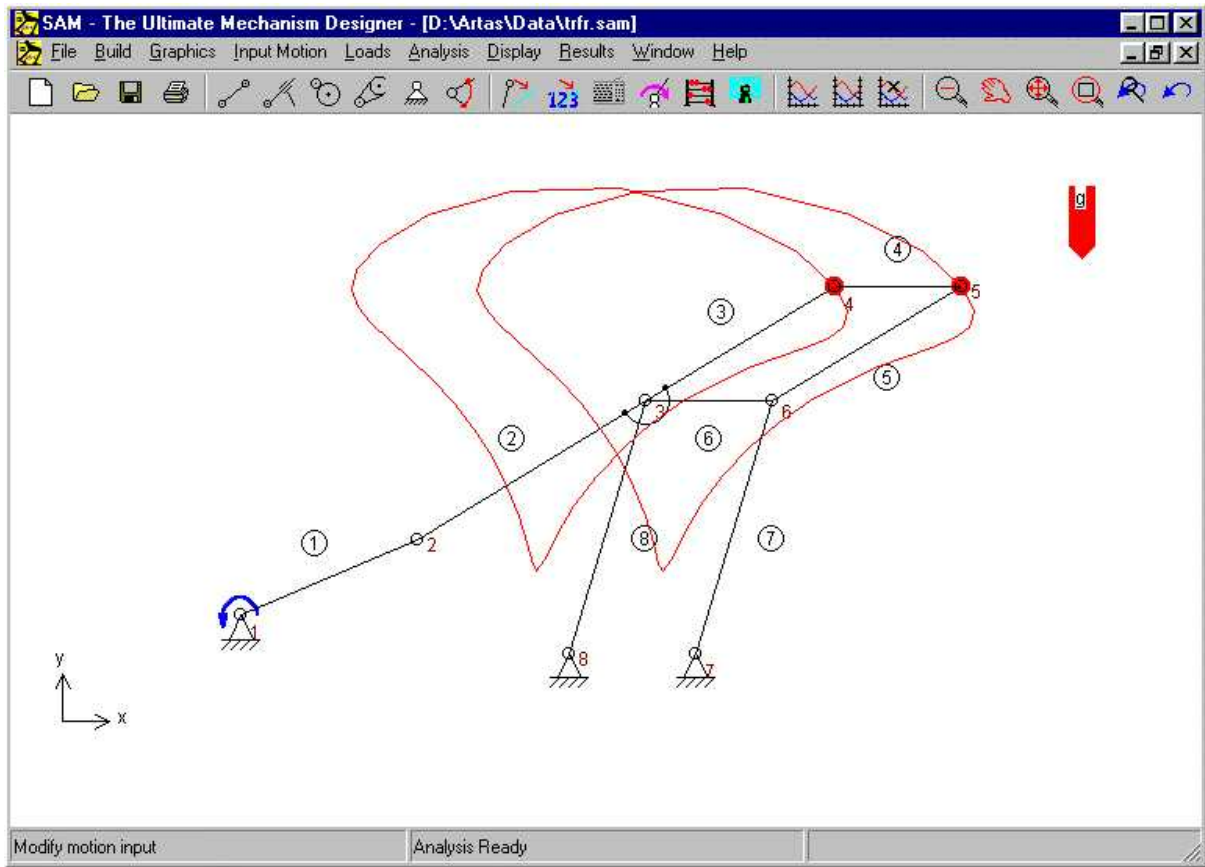 SAM - The Ultimate Mechanism Designer - [D:\Artas\Data\trfr.sam]
File Build Graphics Input Motion Loads Analysis Display Results Window Help
123
g
4
5
4
3
5
3
6
2
6
8
7
1
2
1
8
7
y
x
Modify motion input Analysis Ready